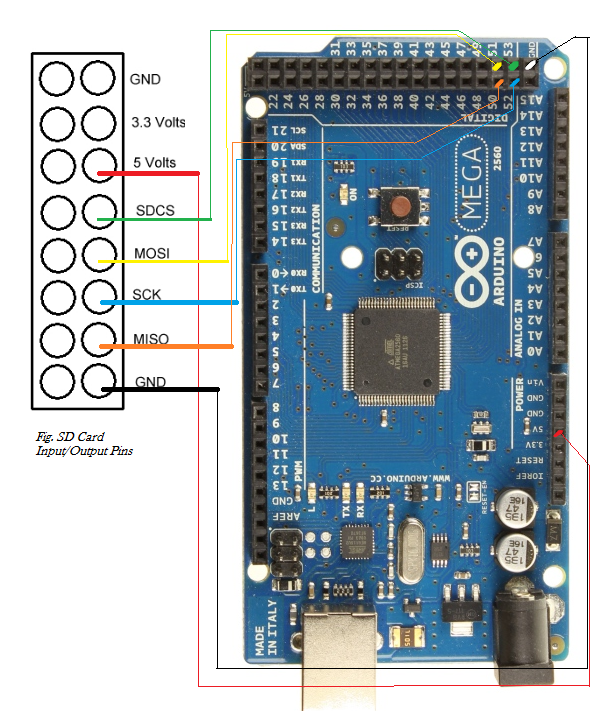 GND
3.3 Volts
5 Volts
SDCS
MOSI
SCK
MISO
GND
Fig. SD Card
Input/Output Pins
31
33
35
37
39
41
43
45
47
49
51
53
GND
22
24
26
28
30
32
34
36
38
40
42
44
46
48
50
52
5V
DIGITAL
SCL 21
SDA 20
RX1 19
TX1 18
RX2 17
TX2 16
RX3 15
TX3 14
RX0 ←0
TX0 →1
2
3
4
5
6
7
8
9
10
11
12
13
GND
AREF
COMMUNICATION
PWM
ON
RESET
ICSP
MEGA
2560
ARDUINO
A15
A14
A13
A12
A11
A10
A9
A8
A7
6
A5
A4
A3
A2
A1
A0
ANALOG IN
Vin
GND
GND
5V
3.3V
RESET
IOREF
POWER
ATMEL
WWW.ARDUINO.CC
RESET-EN
L
TX
RX
135
47
16E
135
47
16E
MADE
IN ITALY